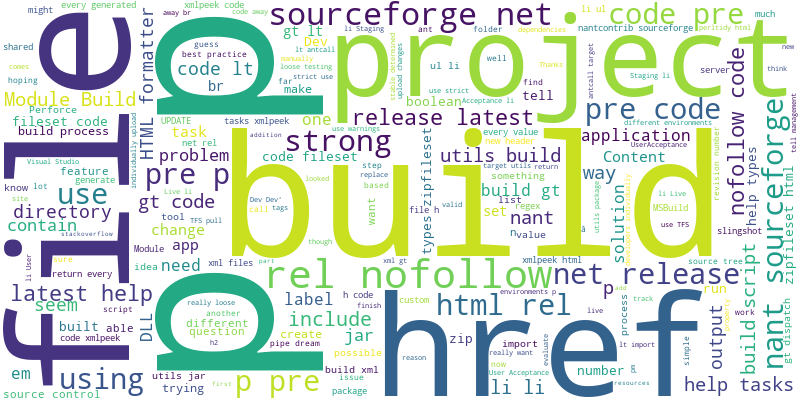 every generated
xmlpeek code
code away
away br
might
shared
comes
hoping
Module Build
Perforce
fileset code
build process
Visual Studio
feature
generate
know
lot
use
directory
contain
site
stackoverflow
sure
return every
latest help
seem
script
built
able
code xmlpeek
em
using
source control
file
HTML formatter
UPDATE
task
problem
pre p
gt code
tool
change
Module
app
idea
need
DLL
utils jar
trying
li User
q
guess
best practice
code lt
br
tasks xmlpeek
net rel
addition
Dev Dev'
call
tags
TFS pull
Live li
xml files
part
really loose
another
different
question
h2
first
p pre
sourceforge net
gt lt
Dev
lt antcall
manually
loose testing
far
strict use
make
project
li Staging
ant
folder
upload changes
use strict
boolean
ul li
well
Acceptance li
find
tell
dependencies
Thanks
code pre
li ul
li
nantcontrib sourceforge
much
away
perltidy html
antcall target
Staging li
server
think
new
one
release latest
strong
use warnings
code fileset
looked
though
want
step
replace
based
build
types zipfileset
utils build
every value
new header
target utils
return
something
build gt
list
set
regex
nant
file h
valid
value
n
xmlpeek html
pre code
application
different environments
UserAcceptance
Content
way
solution
utils package
MSBuild
use TFS
li Live
â
revision number
individually upload
source tree
slingshot
nofollow code
help types
nant sourceforge
zipfileset html
gt dispatch
tell management
rel nofollow
net release
label
h code
finish
include
create
pipe dream
jar
possible
build xml
issue
package
environments p
custom
html rel
import
reason
now
User Acceptance
really want
evaluate
zip
li li
href
add
track
live
p
process
lt import
number
gt
resources
simple
output
run
property
work
build script
help tasks